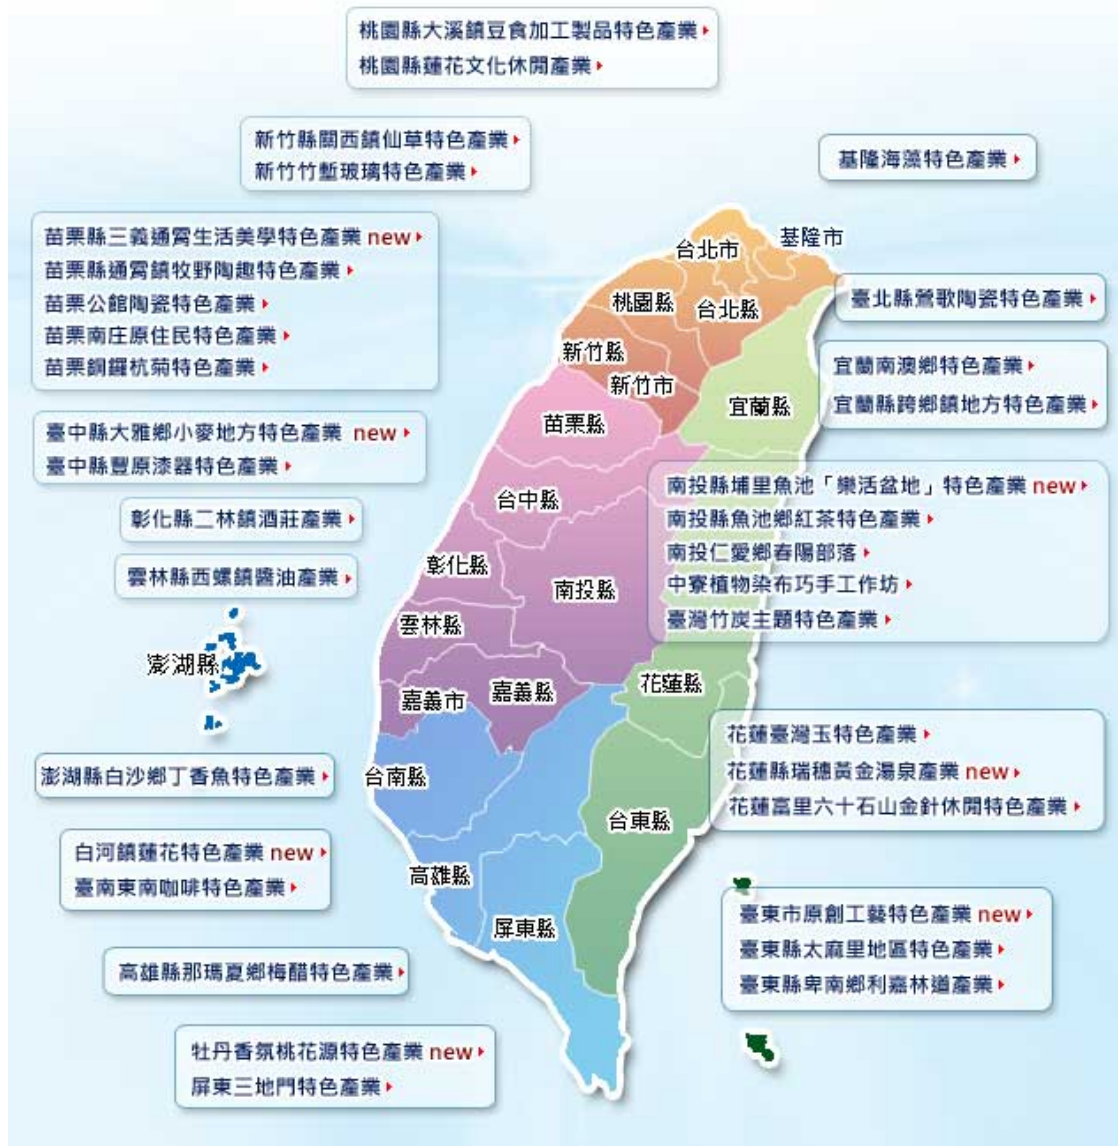 桃園縣大溪鎮豆食加工製品特色產業
桃園縣蓮花文化休閒產業
新竹縣關西鎮仙草特色產業
新竹竹塹玻璃特色產業
基隆海藻特色產業
苗栗縣三義通霄生活美學特色產業 new
苗栗縣通霄鎮牧野陶趣特色產業
苗栗公館陶瓷特色產業
苗栗南庄原住民特色產業
苗栗銅鑼杭菊特色產業
台北市
基隆市
桃園縣
台北縣
新竹縣
新竹市
宜蘭縣
苗栗縣
臺北縣鶯歌陶瓷特色產業
宜蘭南澳鄉特色產業
宜蘭縣跨鄉鎮地方特色產業
臺中縣大雅鄉小麥地方特色產業 new
臺中縣豐原漆器特色產業
台中縣
南投縣埔里魚池「樂活盆地」特色產業 new
南投縣魚池鄉紅茶特色產業
南投仁愛鄉春陽部落
中寮植物染布巧手工作坊
臺灣竹炭主題特色產業
彰化縣二林鎮酒莊產業
彰化縣
南投縣
雲林縣西螺鎮醬油產業
雲林縣
澎湖縣
嘉義市
嘉義縣
花蓮縣
花蓮臺灣玉特色產業
花蓮縣瑞穗黃金湯泉產業 new
花蓮富里六十石山金針休閒特色產業
澎湖縣白沙鄉丁香魚特色產業
台南縣
台東縣
白河鎮蓮花特色產業 new
臺南東南咖啡特色產業
高雄縣
屏東縣
臺東市原創工藝特色產業 new
臺東縣太麻里地區特色產業
臺東縣卑南鄉利嘉林道產業
高雄縣那瑪夏鄉梅醋特色產業
牡丹香氛桃花源特色產業 new
屏東三地門特色產業